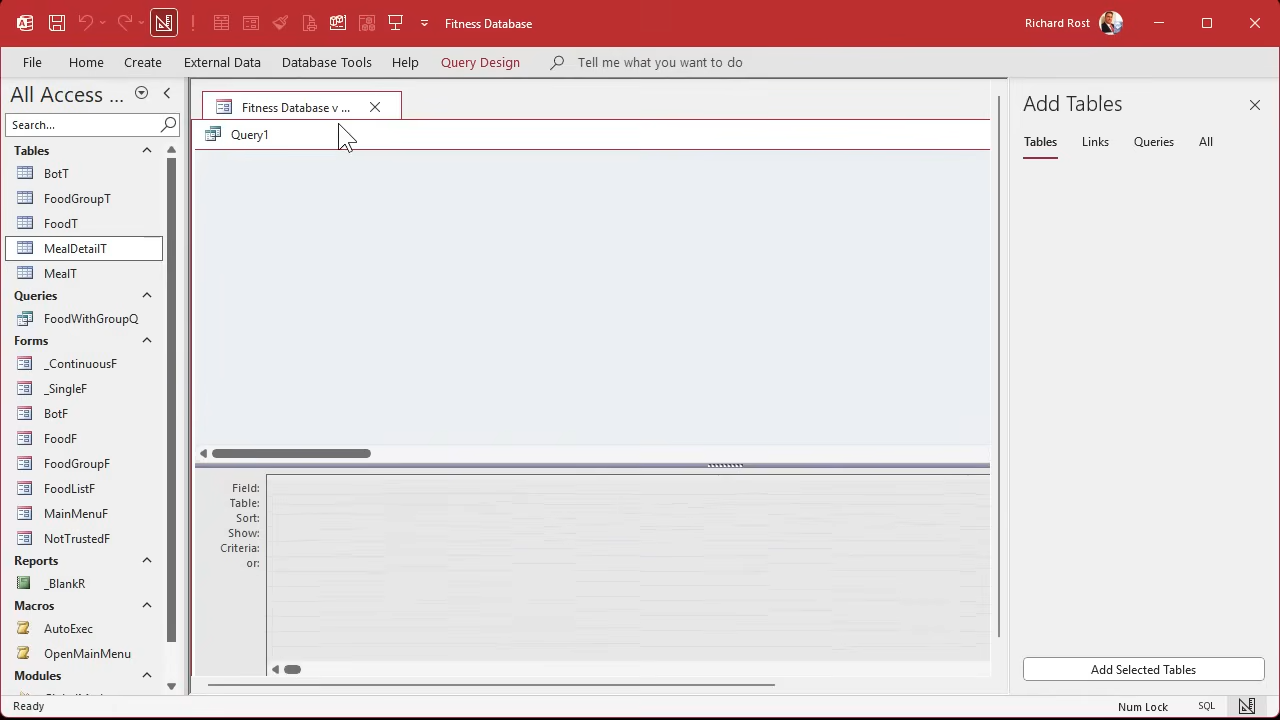 Fitness Database
Richard Rost
File
Home
Create
External Data
Database Tools
Help
Query Design
Tell me what you want to do
All Access ...
Search...
Tables
BotT
FoodGroupT
FoodT
MealDetailT
MealT
Queries
FoodWithGroupQ
Forms
_ContinuousF
_SingleF
BotF
FoodF
FoodGroupF
FoodListF
MainMenuF
NotTrustedF
Reports
_BlankR
Macros
AutoExec
OpenMainMenu
Modules
Fitness Database v ...
Query1
Field:
Table:
Sort:
Show:
Criteria:
or:
Add Tables
Tables
Links
Queries
All
Add Selected Tables
Ready
Num Lock
SQL